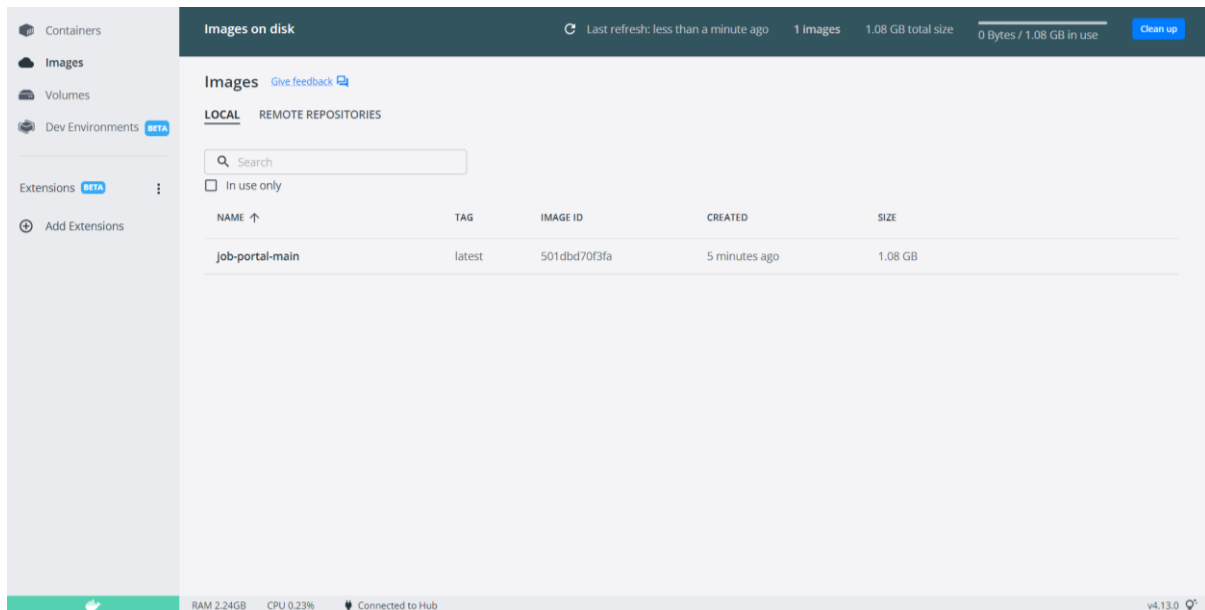 Containers
Images
Volumes
Dev Environments BETA
Extensions BETA
Add Extensions
Images on disk
Last refresh: less than a minute ago
1 images
1.08 GB total size
0 Bytes / 1.08 GB in use
Clean up
Images Give feedback
LOCAL REMOTE REPOSITORIES
Search
In use only
NAME TAG IMAGE ID CREATED SIZE
job-portal-main latest 501dbd70f3fa 5 minutes ago 1.08 GB
RAM 2.24GB CPU 0.23% Connected to Hub v4.13.0